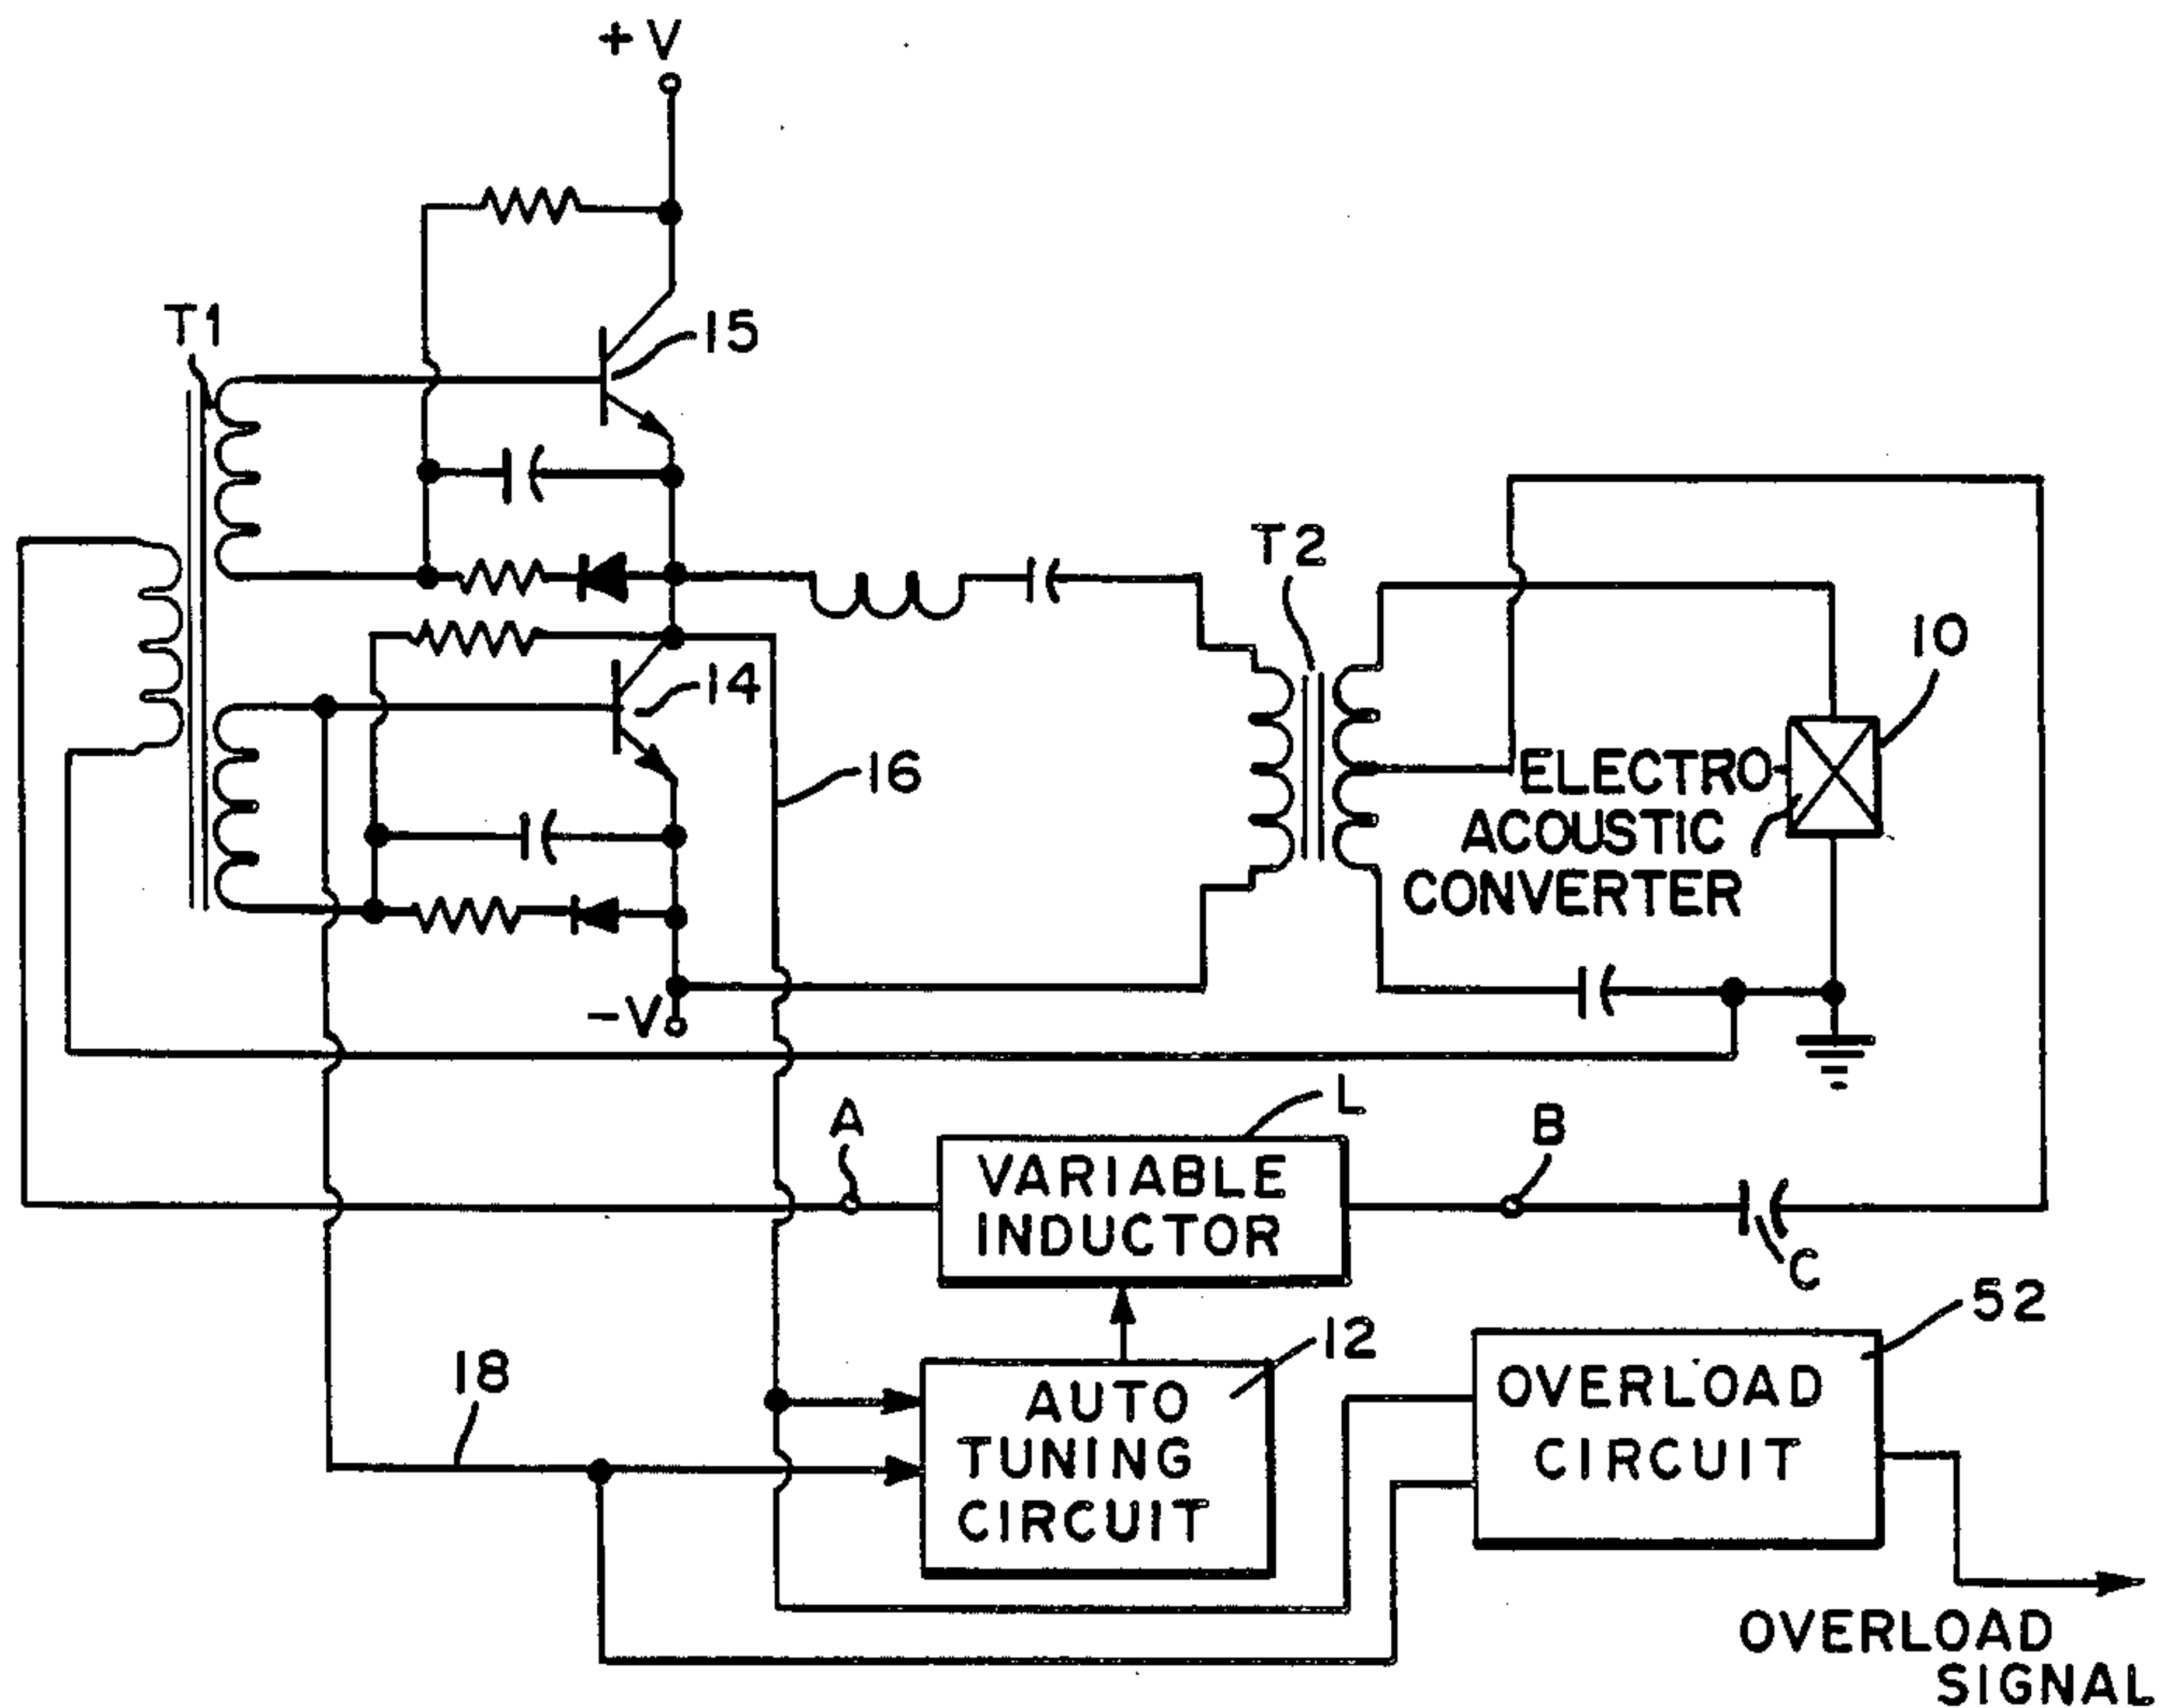 +V
T1
15
T2
10
14
16
ELECTRO-
ACOUSTIC
CONVERTER
-V
A
L
B
VARIABLE
INDUCTOR
C
52
12
18
AUTO
TUNING
CIRCUIT
OVERLOAD
CIRCUIT
OVERLOAD
SIGNAL